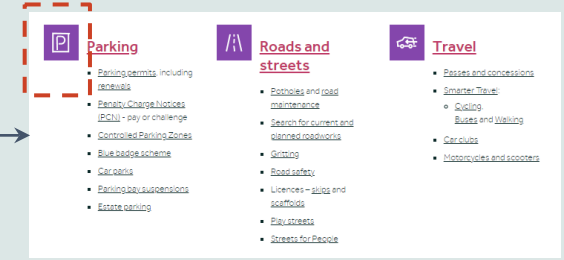 P
Parking
Parking permits, including
renewals
Penalty Charge Notices
(PCN) - pay or challenge
Controlled Parking Zones
Blue badge scheme
Car parks
Parking bay suspensions
Estate parking
Roads and
streets
Potholes and road
maintenance
Search for current and
planned roadworks
Gritting
Road safety
Licences – skips and
scaffolds
Play streets
Streets for People
Travel
Passes and concessions
Smarter Travel:
Cycling,
Buses and Walking
Car clubs
Motorcycles and scooters